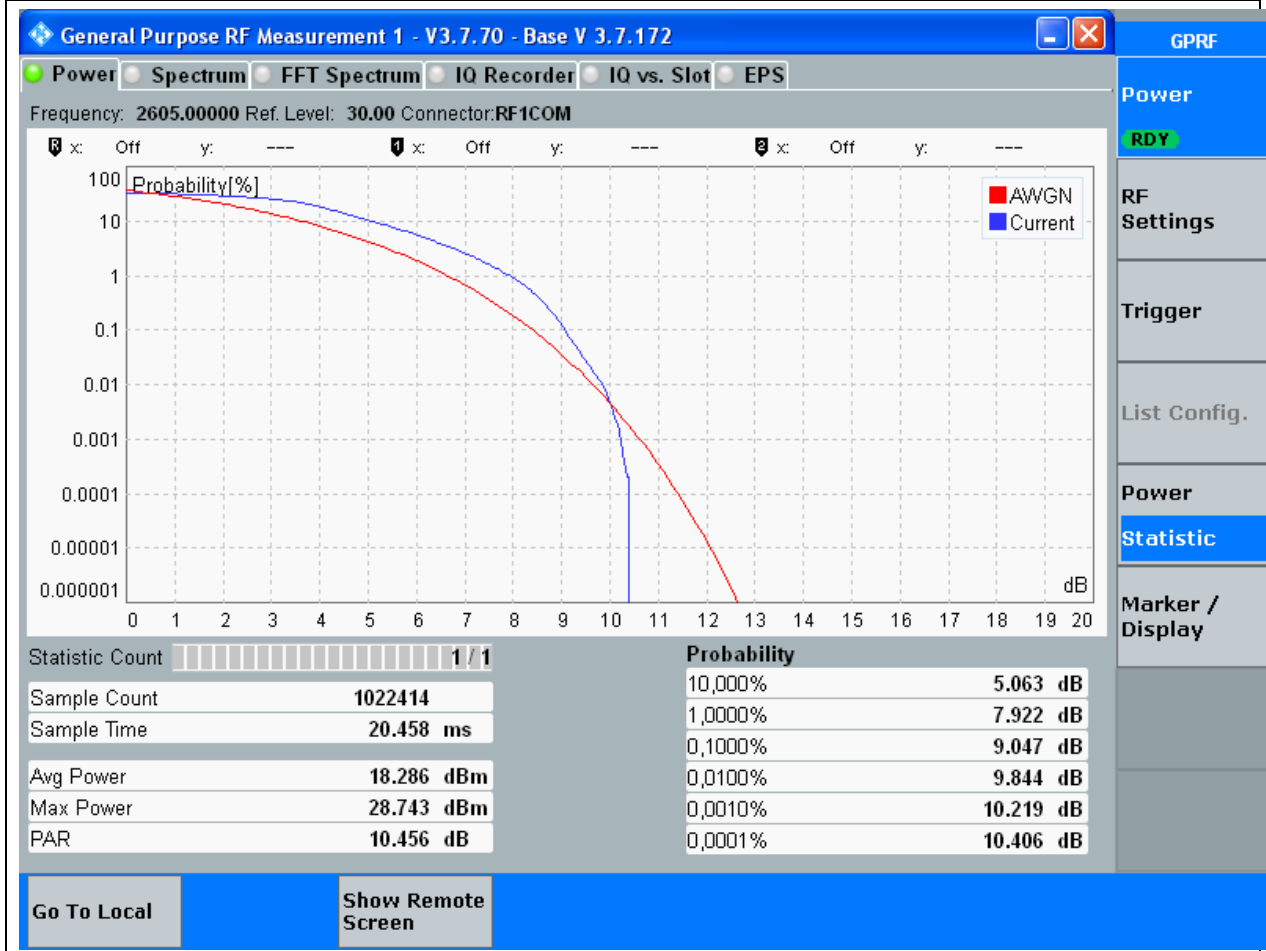 General Purpose RF Measurement 1 - V3.7.70 - Base V 3.7.172
GPRF
Power Spectrum FFT Spectrum IQ Recorder IQ vs. Slot EPS
Frequency: 2605.00000 Ref. Level: 30.00 Connector:RF1COM
R x: Off y: --- 1 x: Off y: --- 2 x: Off y: ---
Probability[%]
AWGN
Current
100
10
1
0.1
0.01
0.001
0.0001
0.00001
0.000001
dB
0 1 2 3 4 5 6 7 8 9 10 11 12 13 14 15 16 17 18 19 20
Statistic Count 1 / 1
Sample Count 1022414
Sample Time 20.458 ms
Avg Power 18.286 dBm
Max Power 28.743 dBm
PAR 10.456 dB
Probability
10,000% 5.063 dB
1,0000% 7.922 dB
0,1000% 9.047 dB
0,0100% 9.844 dB
0,0010% 10.219 dB
0,0001% 10.406 dB
Power
RDY
RF
Settings
Trigger
List Config.
Power
Statistic
Marker /
Display
Go To Local
Show Remote
Screen